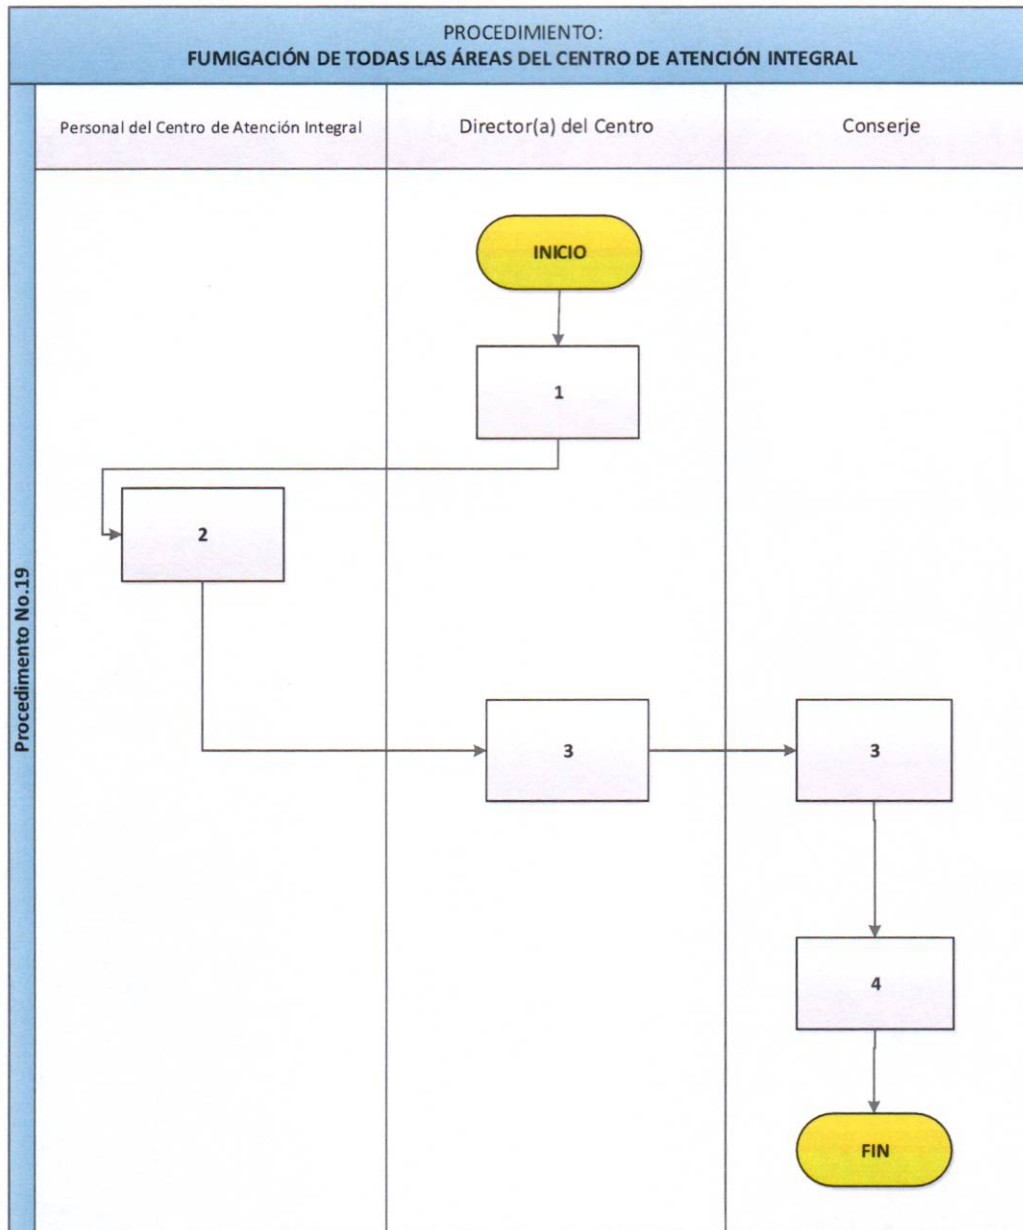 PROCEDIMIENTO:
FUMIGACIÓN DE TODAS LAS ÁREAS DEL CENTRO DE ATENCIÓN INTEGRAL
Procedimento No.19
Personal del Centro de Atención Integral
Director(a) del Centro
Conserje
INICIO
1
2
3
3
4
FIN